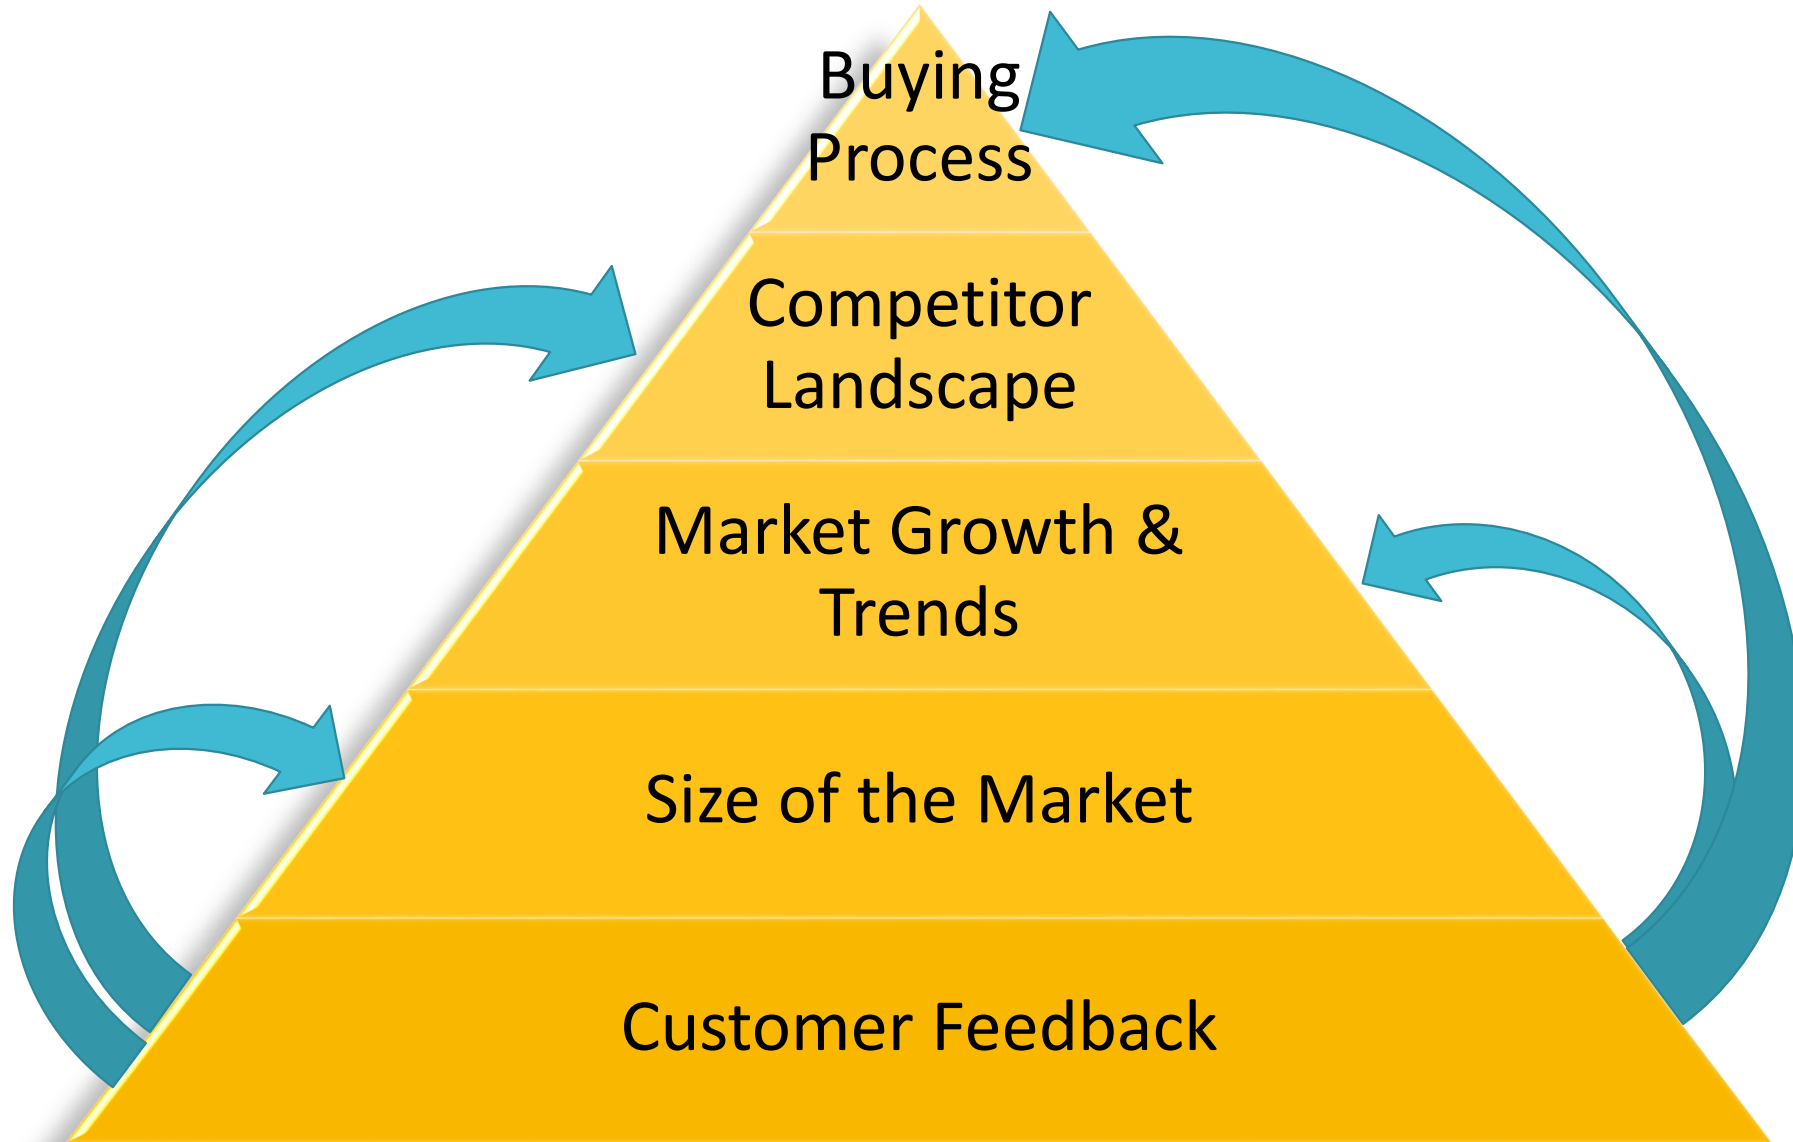 Buying
Process
Competitor
Landscape
Market Growth &
Trends
Size of the Market
Customer Feedback